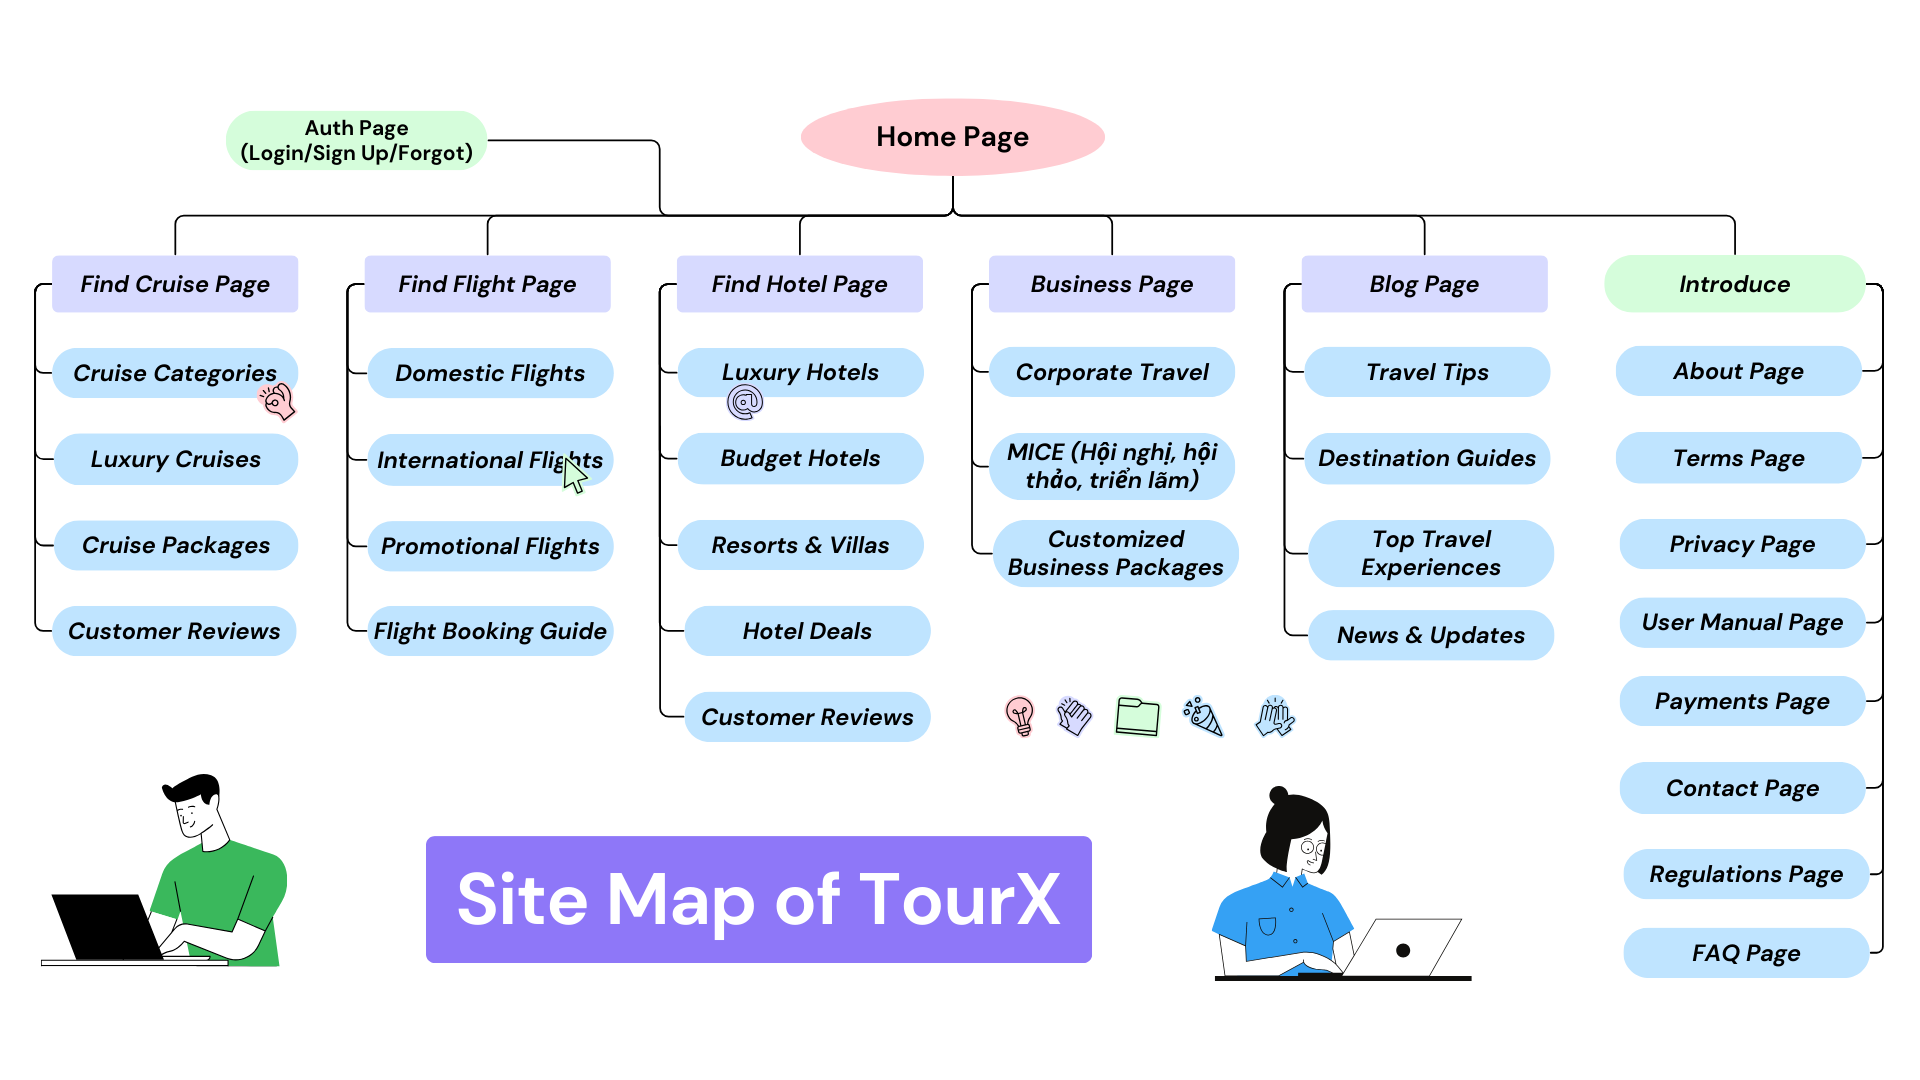 Auth Page
(Login/Sign Up/Forgot)
Home Page
Find Cruise Page
Cruise Categories
Luxury Cruises
Cruise Packages
Customer Reviews
Find Flight Page
Domestic Flights
International Flights
Promotional Flights
Flight Booking Guide
Find Hotel Page
Luxury Hotels
Budget Hotels
Resorts & Villas
Hotel Deals
Customer Reviews
Business Page
Corporate Travel
MICE (Hội nghị, hội
thảo, triển lãm)
Customized
Business Packages
Blog Page
Travel Tips
Destination Guides
Top Travel
Experiences
News & Updates
Introduce
About Page
Terms Page
Privacy Page
User Manual Page
Payments Page
Contact Page
Regulations Page
FAQ Page
Site Map of TourX